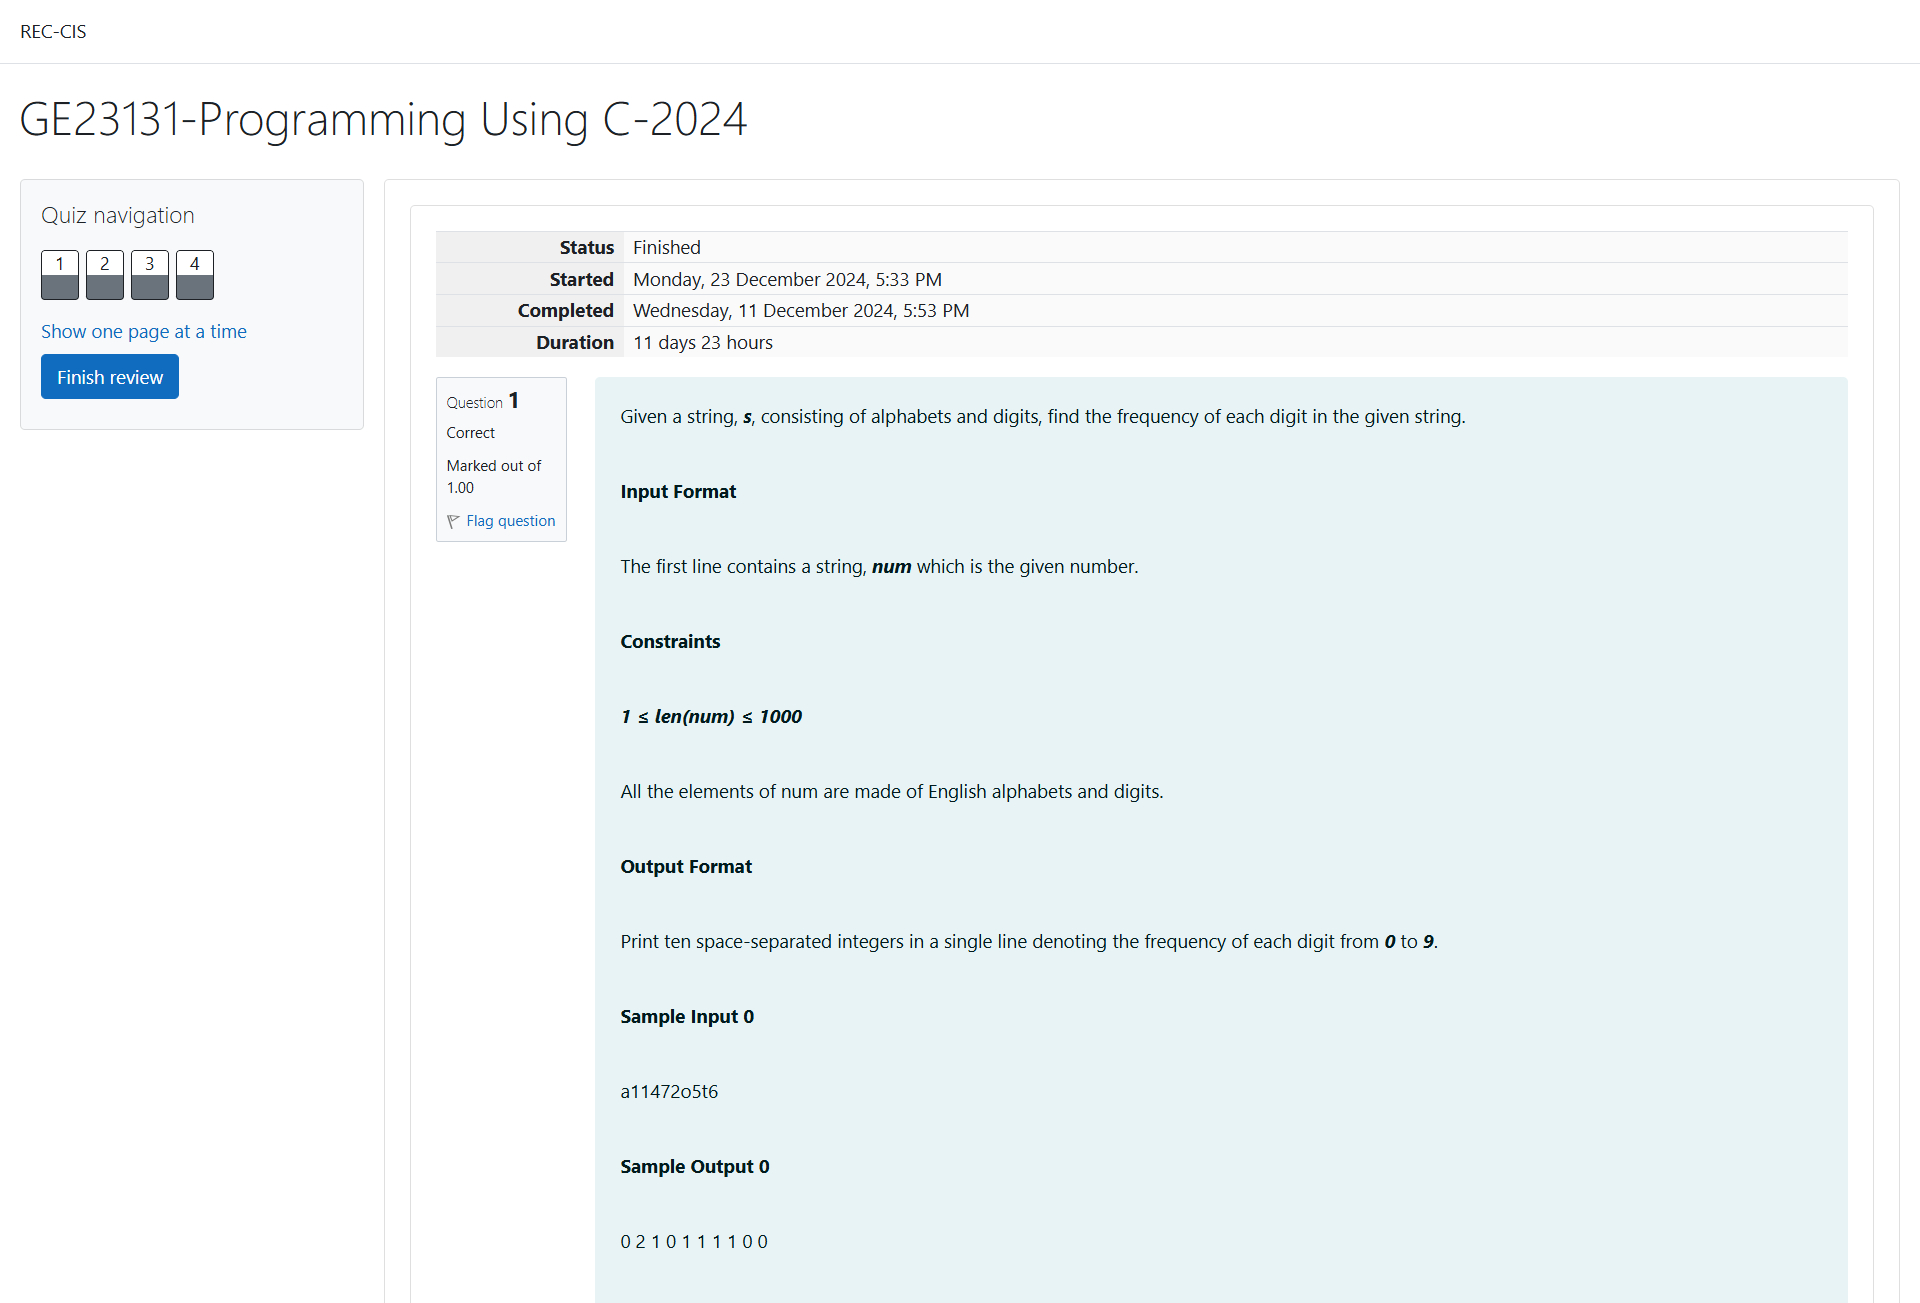 REC-CIS
GE23131-Programming Using C-2024
Quiz navigation
1 2 3 4
Show one page at a time
Finish review
Status Finished
Started Monday, 23 December 2024, 5:33 PM
Completed Wednesday, 11 December 2024, 5:53 PM
Duration 11 days 23 hours
Question 1
Correct
Marked out of
1.00
Flag question
Given a string, s, consisting of alphabets and digits, find the frequency of each digit in the given string.
Input Format
The first line contains a string, num which is the given number.
Constraints
1 ≤ len(num) ≤ 1000
All the elements of num are made of English alphabets and digits.
Output Format
Print ten space-separated integers in a single line denoting the frequency of each digit from 0 to 9.
Sample Input 0
a11472o5t6
Sample Output 0
0 2 1 0 1 1 1 1 0 0